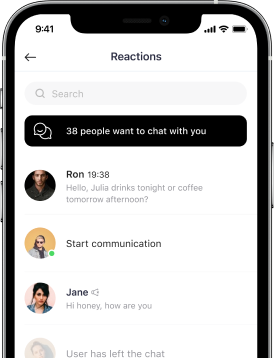 9:41
Reactions
Search
38 people want to chat with you
Ron 19:38
Hello, Julia drinks tonight or coffee
tomorrow afternoon?
Start communication
Jane
Hi honey, how are you
User has left the chat